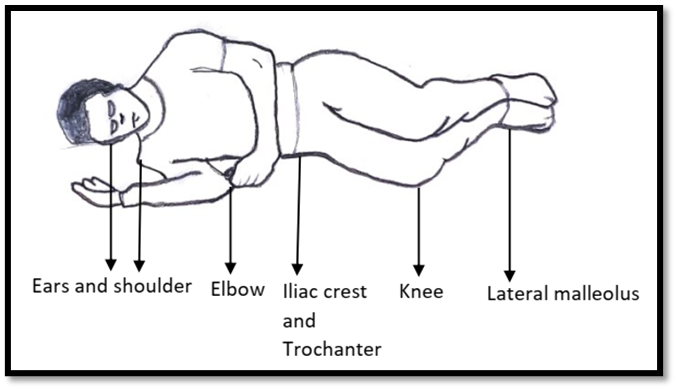 Ears and shoulder
Elbow
Iliac crest
and
Trochanter
Knee
Lateral malleolus